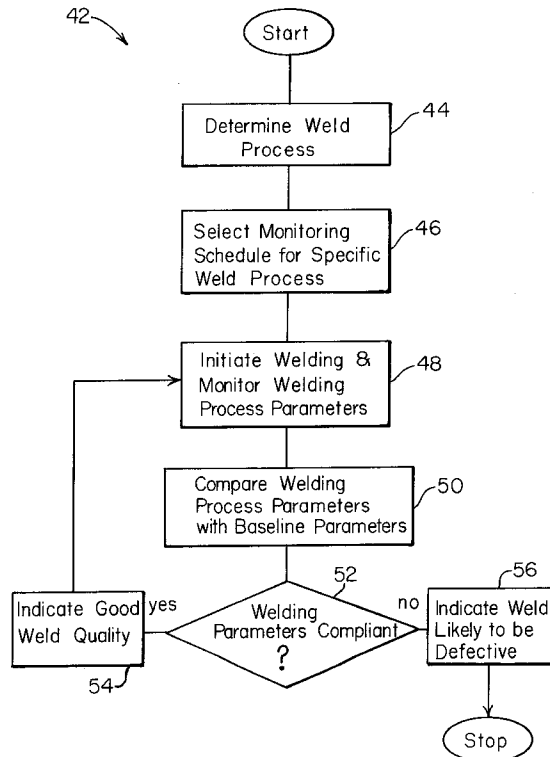 42
Start
Determine Weld
Process
44
Select Monitoring
Schedule for Specific
Weld Process
46
Initiate Welding &
Monitor Welding
Process Parameters
48
Compare Welding
Process Parameters
with Baseline Parameters
50
52
Welding
Parameters Compliant
?
yes
Indicate Good
Weld Quality
54
no
56
Indicate Weld
Likely to be
Defective
Stop